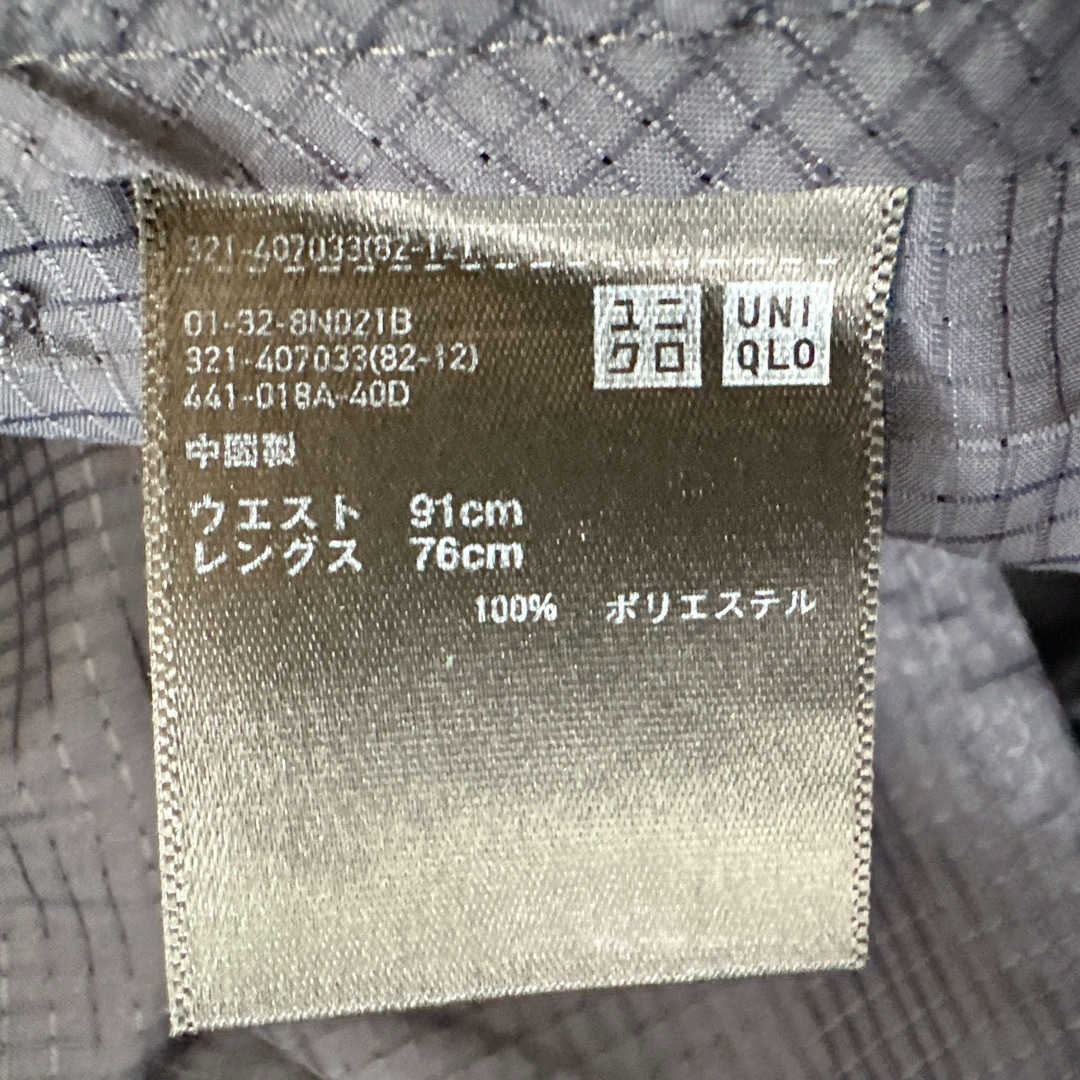 321-407033(82-12)
01-32-8N021B
321-407033(82-12)
441-018A-40D
ユニ
クロ
UNI
QLO
中国製
ウエスト 91cm
レングス 76cm
100% ポリエステル